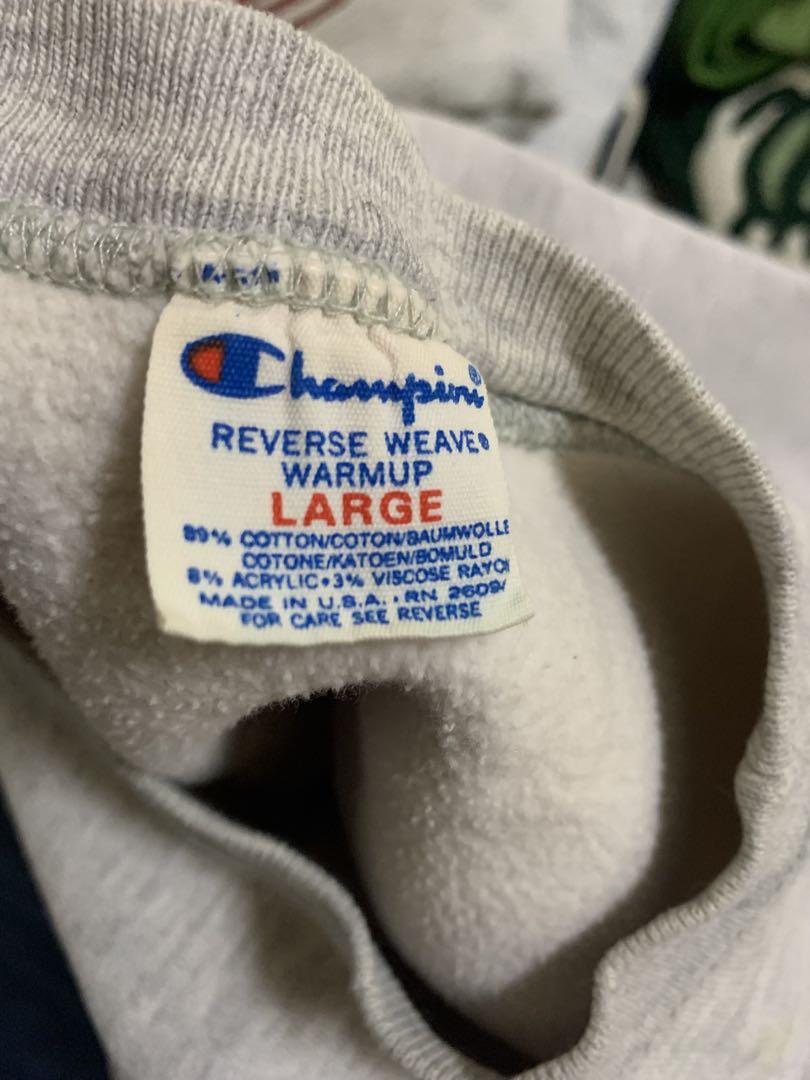 Champion®
REVERSE WEAVE®
WARMUP
LARGE
89% COTTON/COTON/BAUMWOLLE
COTONE/KATOEN/BOMULD
8% ACRYLIC•3% VISCOSE RAYON
MADE IN U.S.A. • RN 26094
FOR CARE SEE REVERSE